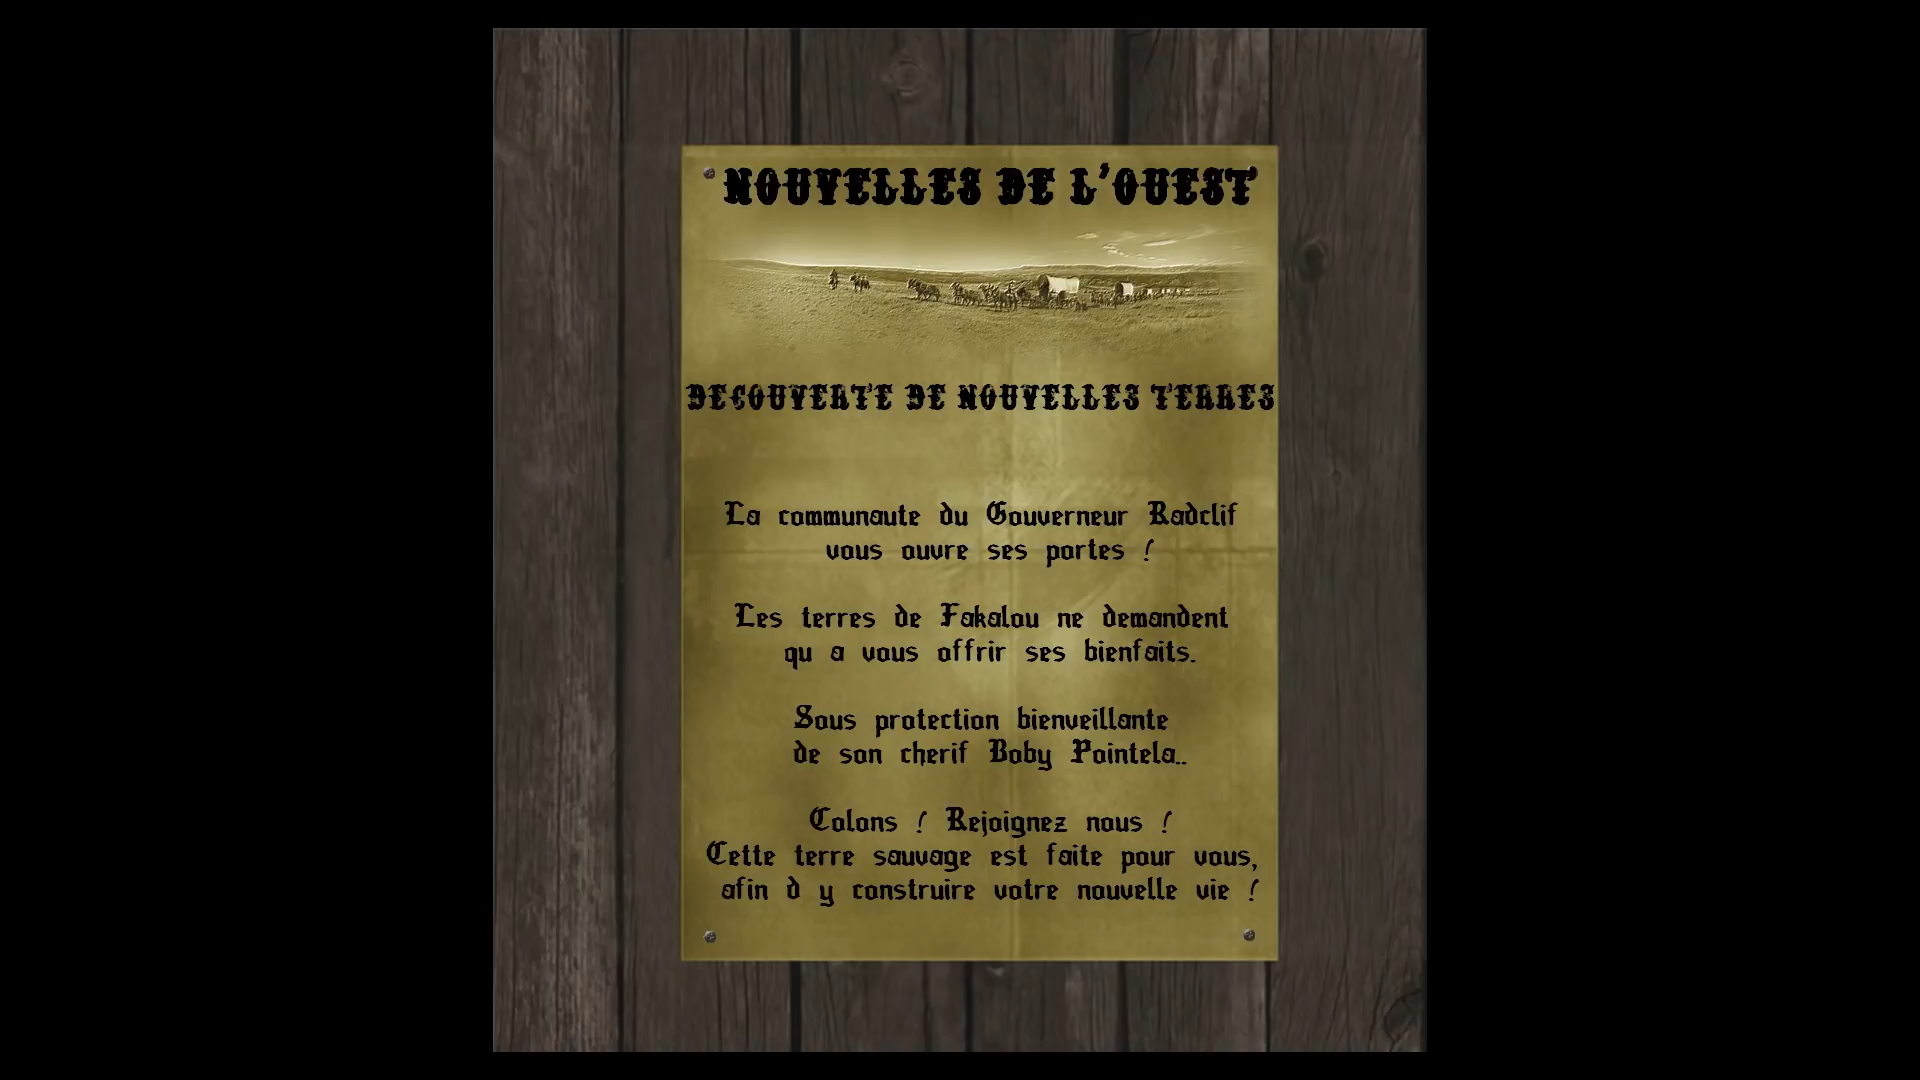 NOUVELLES DE L'OUEST
DECOUVERTE DE NOUVELLES TERRES
La communaute du Gouverneur Radclif
vous ouvre ses portes !
Les terres de Fakalou ne demandent
qu a vous offrir ses bienfaits.
Sous protection bienveillante
de son cherif Boby Pointela..
Colons ! Rejoignez nous !
Cette terre sauvage est faite pour vous,
afin d y construire votre nouvelle vie !